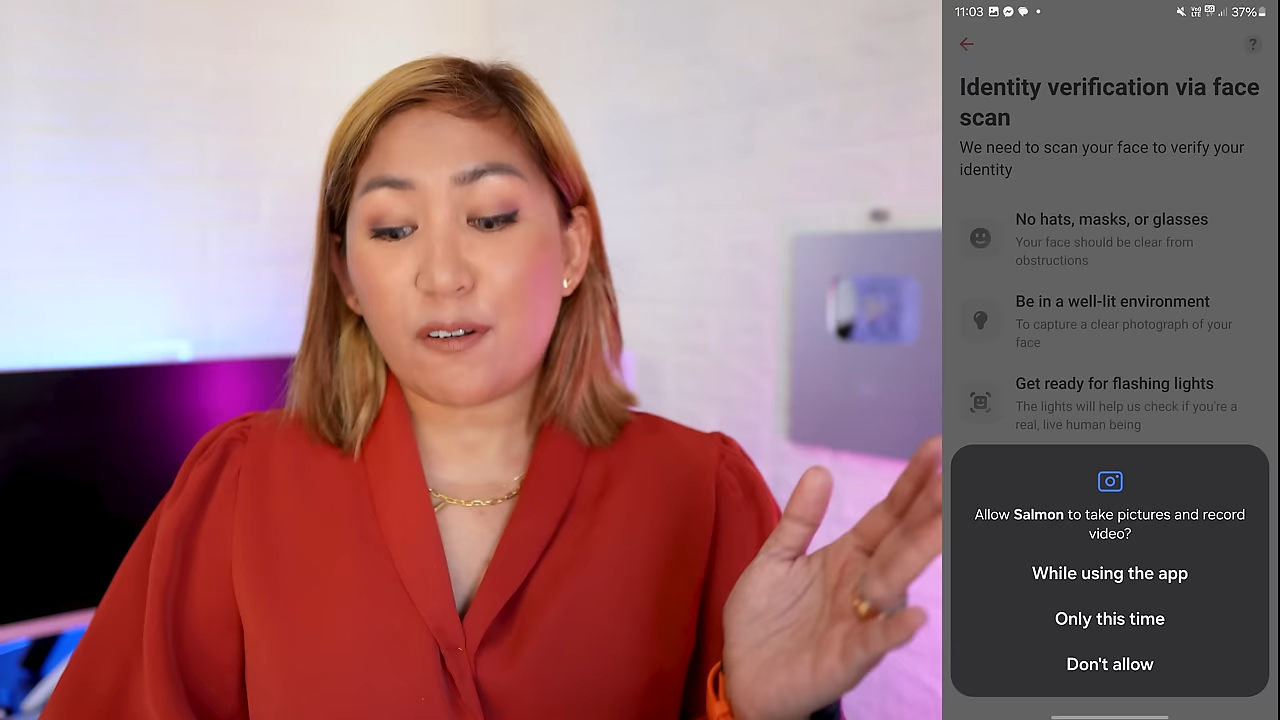 11:03
37%
?
Identity verification via face
scan
We need to scan your face to verify your
identity
No hats, masks, or glasses
Your face should be clear from
obstructions
Be in a well-lit environment
To capture a clear photograph of your
face
Get ready for flashing lights
The lights will help us check if you're a
real, live human being
Allow Salmon to take pictures and record
video?
While using the app
Only this time
Don't allow